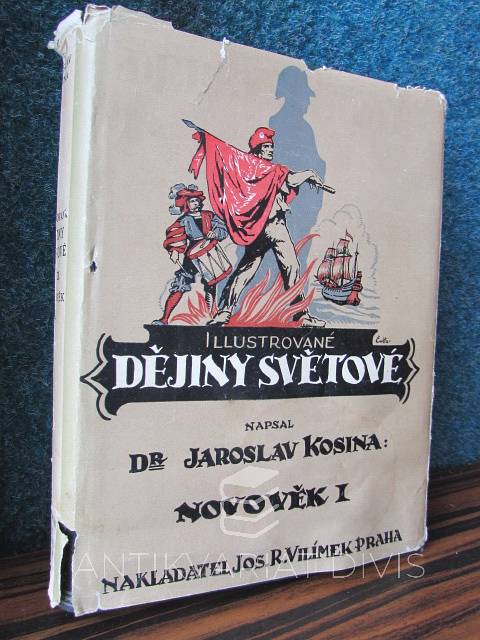 ILLUSTROVANÉ
DĚJINY SVĚTOVÉ
NAPSAL
DR JAROSLAV KOSINA:
NOVOVĚK I
NAKLADATEL JOS R. VILÍMEK PRAHA
ANTIKVARIÁT DIVIŠ